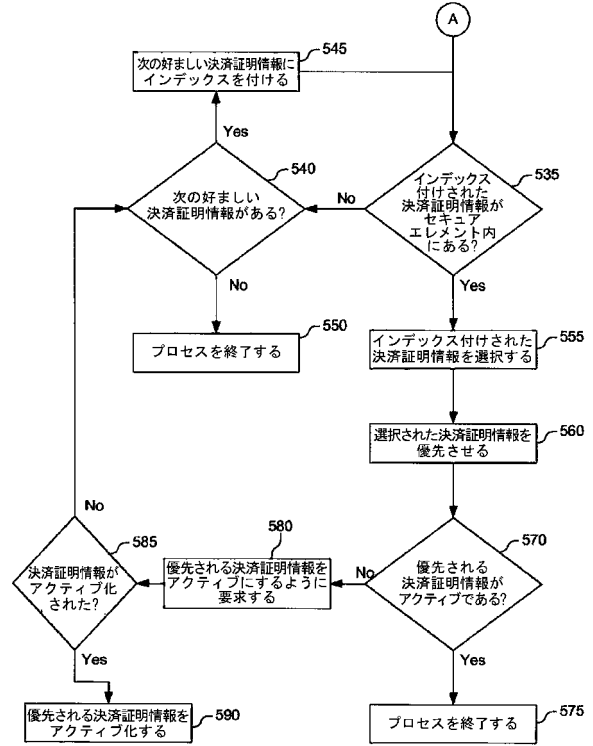 A
次の好ましい決済証明情報に
インデックスを付ける
545
Yes
540
次の好ましい
決済証明情報がある?
No
インデックス
付けされた
決済証明情報が
セキュア
エレメント内
にある?
535
No
Yes
550
プロセスを終了する
インデックス付けされた
決済証明情報を選択する
555
選択された決済証明情報を
優先させる
560
No
585
決済証明情報が
アクティブ化
された?
580
優先される決済証明情報を
アクティブにするように
要求する
No
570
優先される
決済証明情報が
アクティブである?
Yes
Yes
優先される決済証明情報を
アクティブ化する
590
プロセスを終了する
575